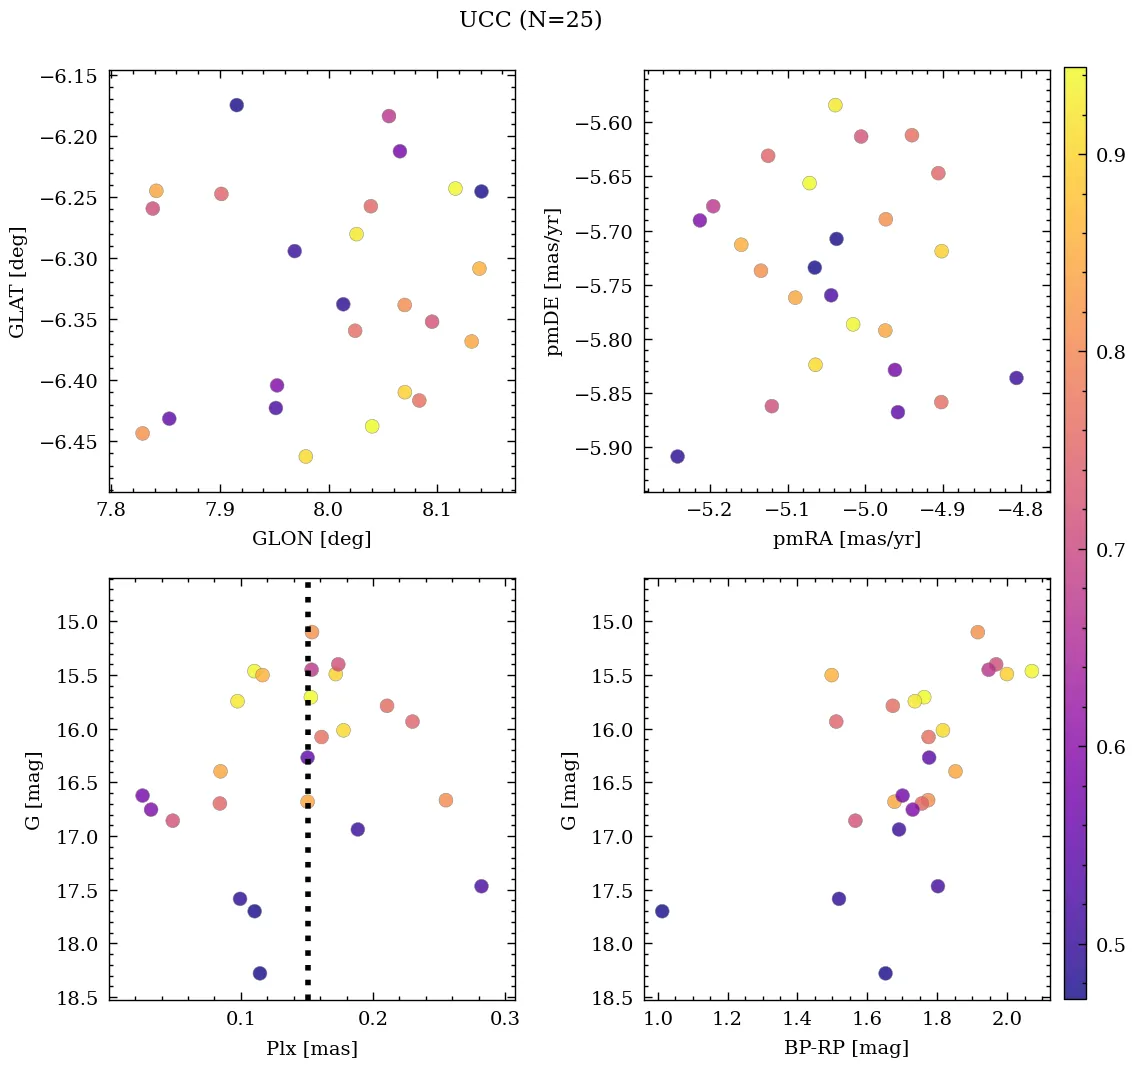 UCC (N=25)
−6.15
−6.20
−6.25
−6.30
−6.35
−6.40
−6.45
GLAT [deg]
7.8 7.9 8.0 8.1
GLON [deg]
−5.60
−5.65
−5.70
−5.75
−5.80
−5.85
−5.90
pmDE [mas/yr]
−5.2 −5.1 −5.0 −4.9 −4.8
pmRA [mas/yr]
15.0
15.5
16.0
16.5
17.0
17.5
18.0
18.5
G [mag]
0.1 0.2 0.3
Plx [mas]
15.0
15.5
16.0
16.5
17.0
17.5
18.0
18.5
G [mag]
1.0 1.2 1.4 1.6 1.8 2.0
BP-RP [mag]
0.9
0.8
0.7
0.6
0.5